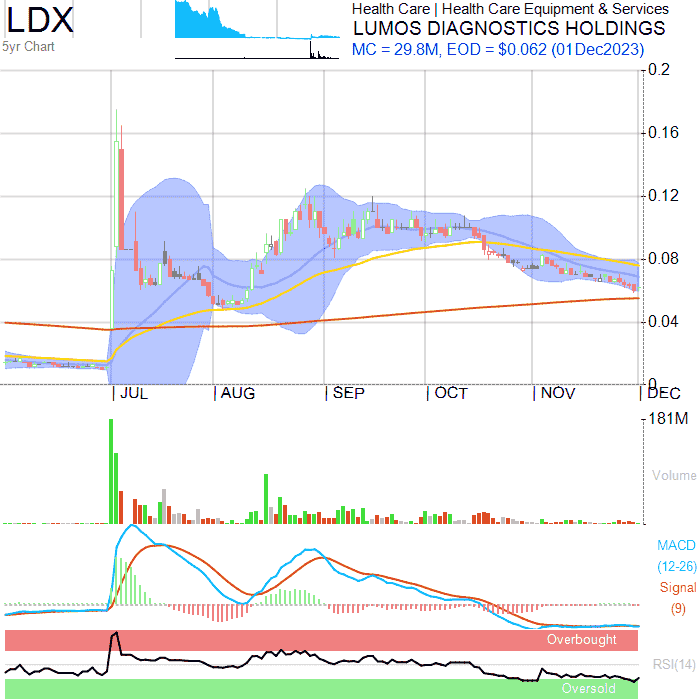 LDX
5yr Chart
Health Care | Health Care Equipment & Services
LUMOS DIAGNOSTICS HOLDINGS
MC = 29.8M, EOD = $0.062 (01Dec2023)
0.2
0.16
0.12
0.08
0.04
0
JUL AUG SEP OCT NOV DEC
181M
Volume
MACD
(12-26)
Signal
(9)
Overbought
RSI(14)
Oversold